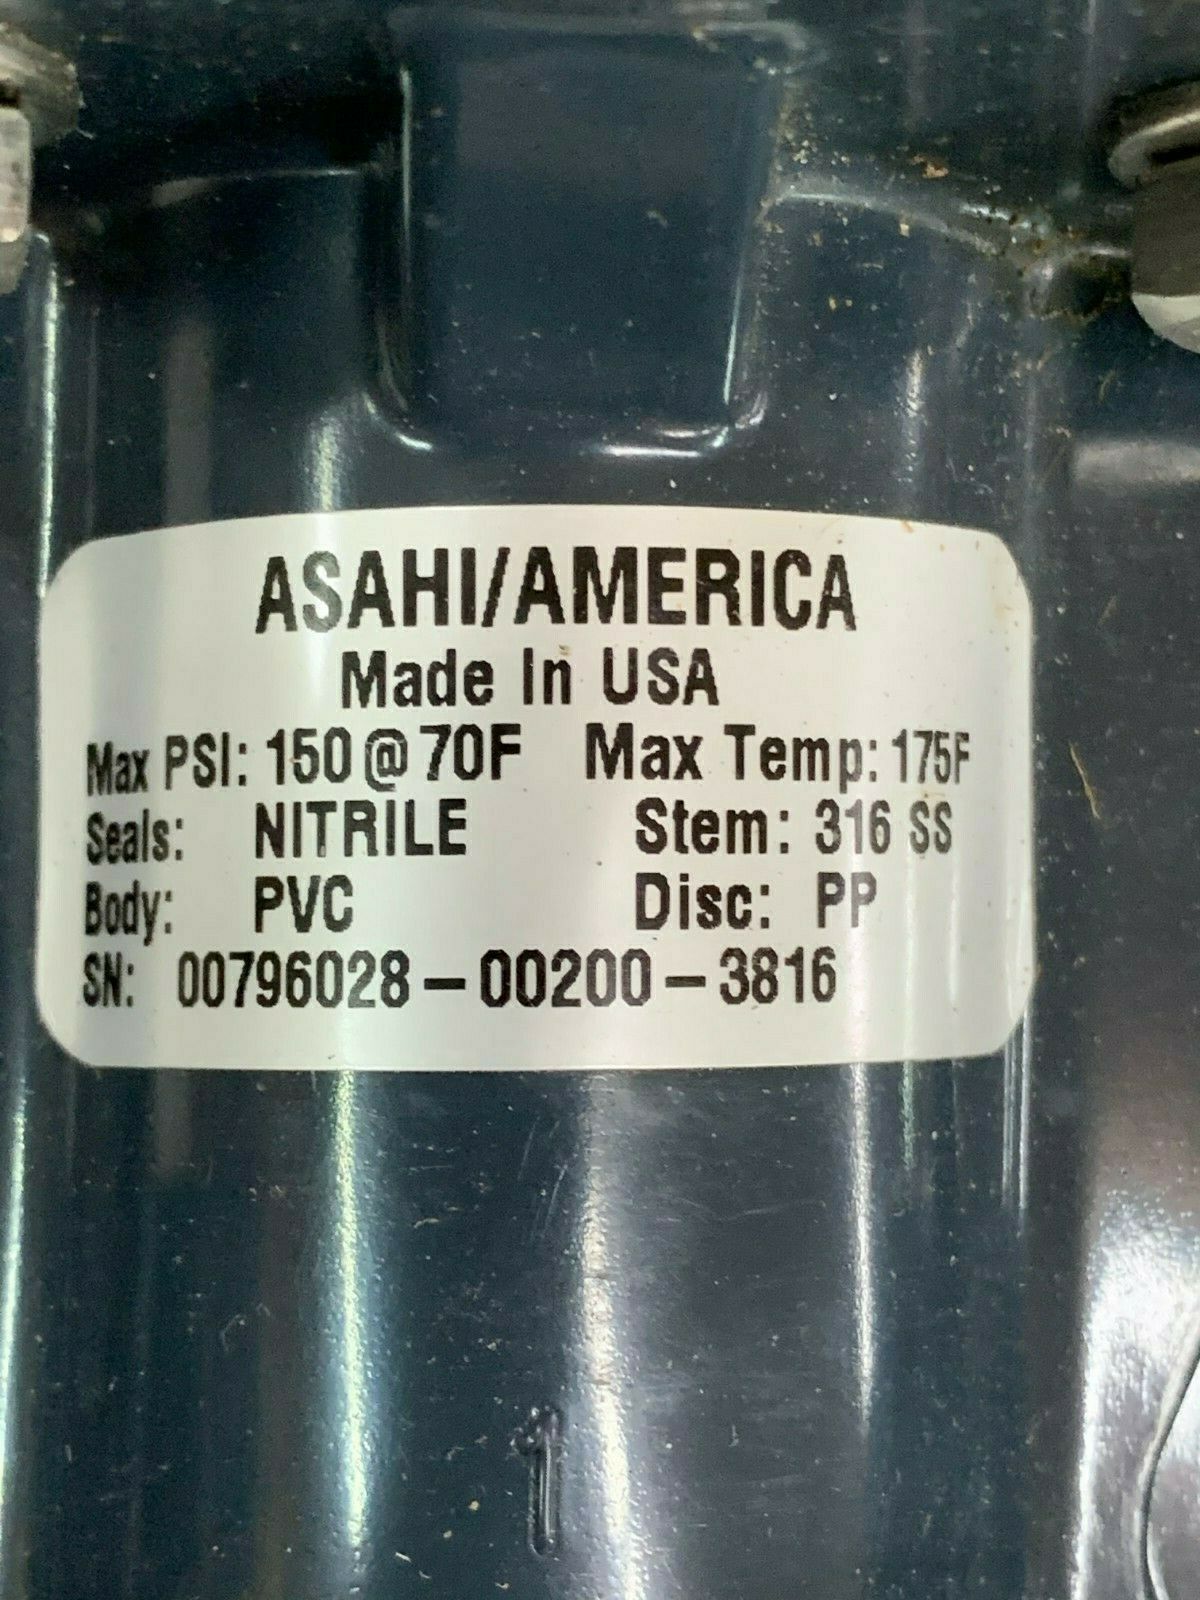 ASAHI/AMERICA
Made In USA
Max PSI: 150 @ 70F Max Temp: 175F
Seals: NITRILE Stem: 316 SS
Body: PVC Disc: PP
SN: 00796028-00200-3816
1